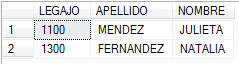 LEGAJO APELLIDO NOMBRE
1 1100 MENDEZ JULIETA
2 1300 FERNANDEZ NATALIA